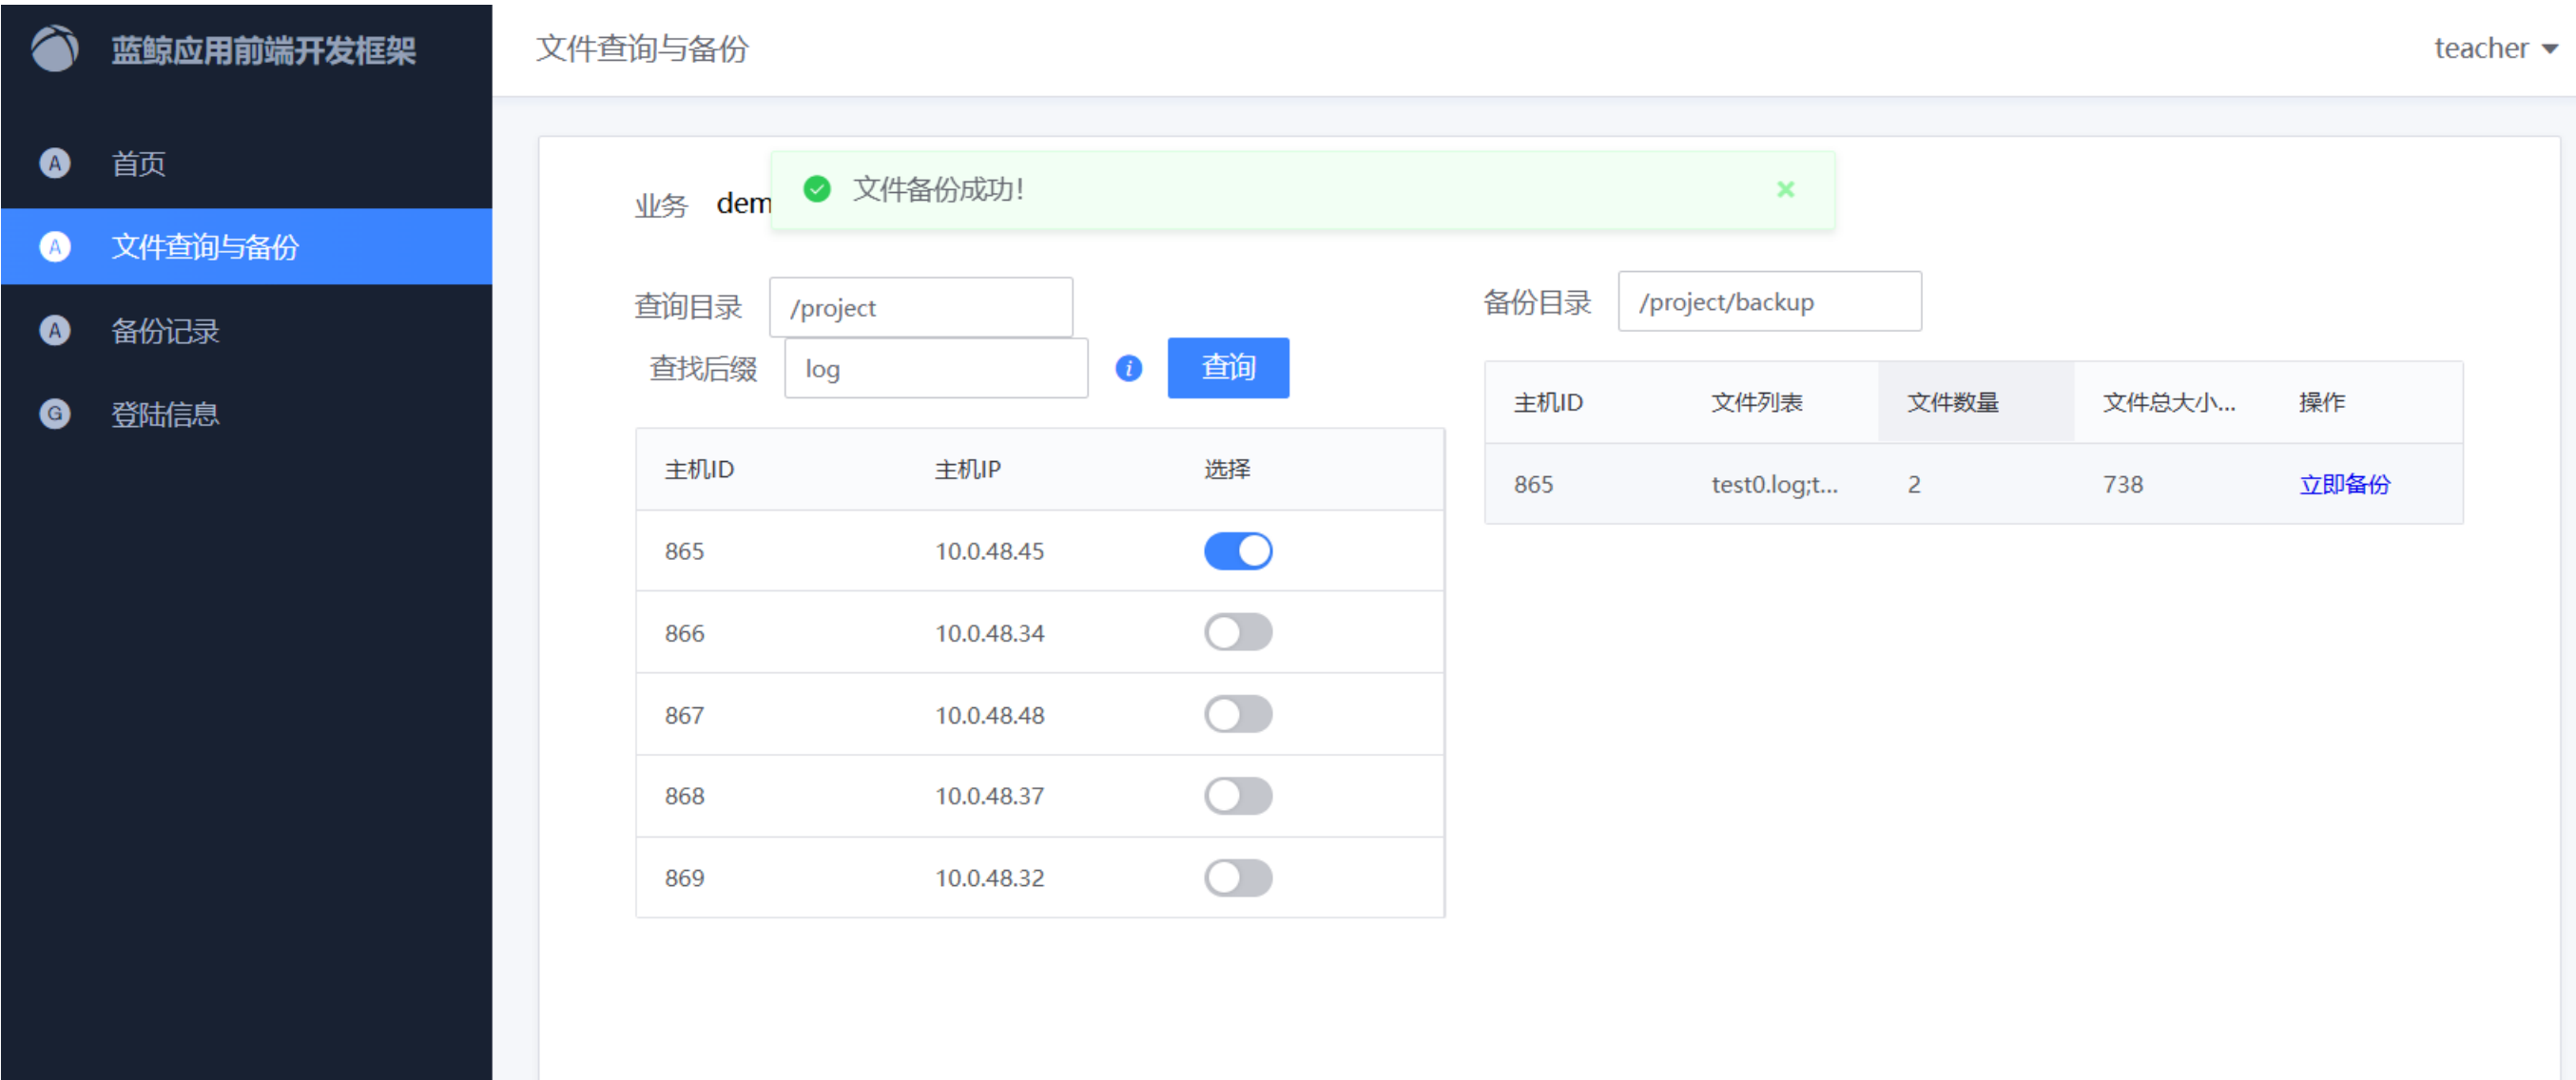 蓝鲸应用前端开发框架
首页
文件查询与备份
备份记录
登陆信息
文件查询与备份
teacher
文件备份成功!
业务 dem
查询目录 /project
查找后缀 log 查询
主机ID 主机IP 选择
865 10.0.48.45
866 10.0.48.34
867 10.0.48.48
868 10.0.48.37
869 10.0.48.32
备份目录 /project/backup
主机ID 文件列表 文件数量 文件总大小... 操作
865 test0.log;t... 2 738 立即备份